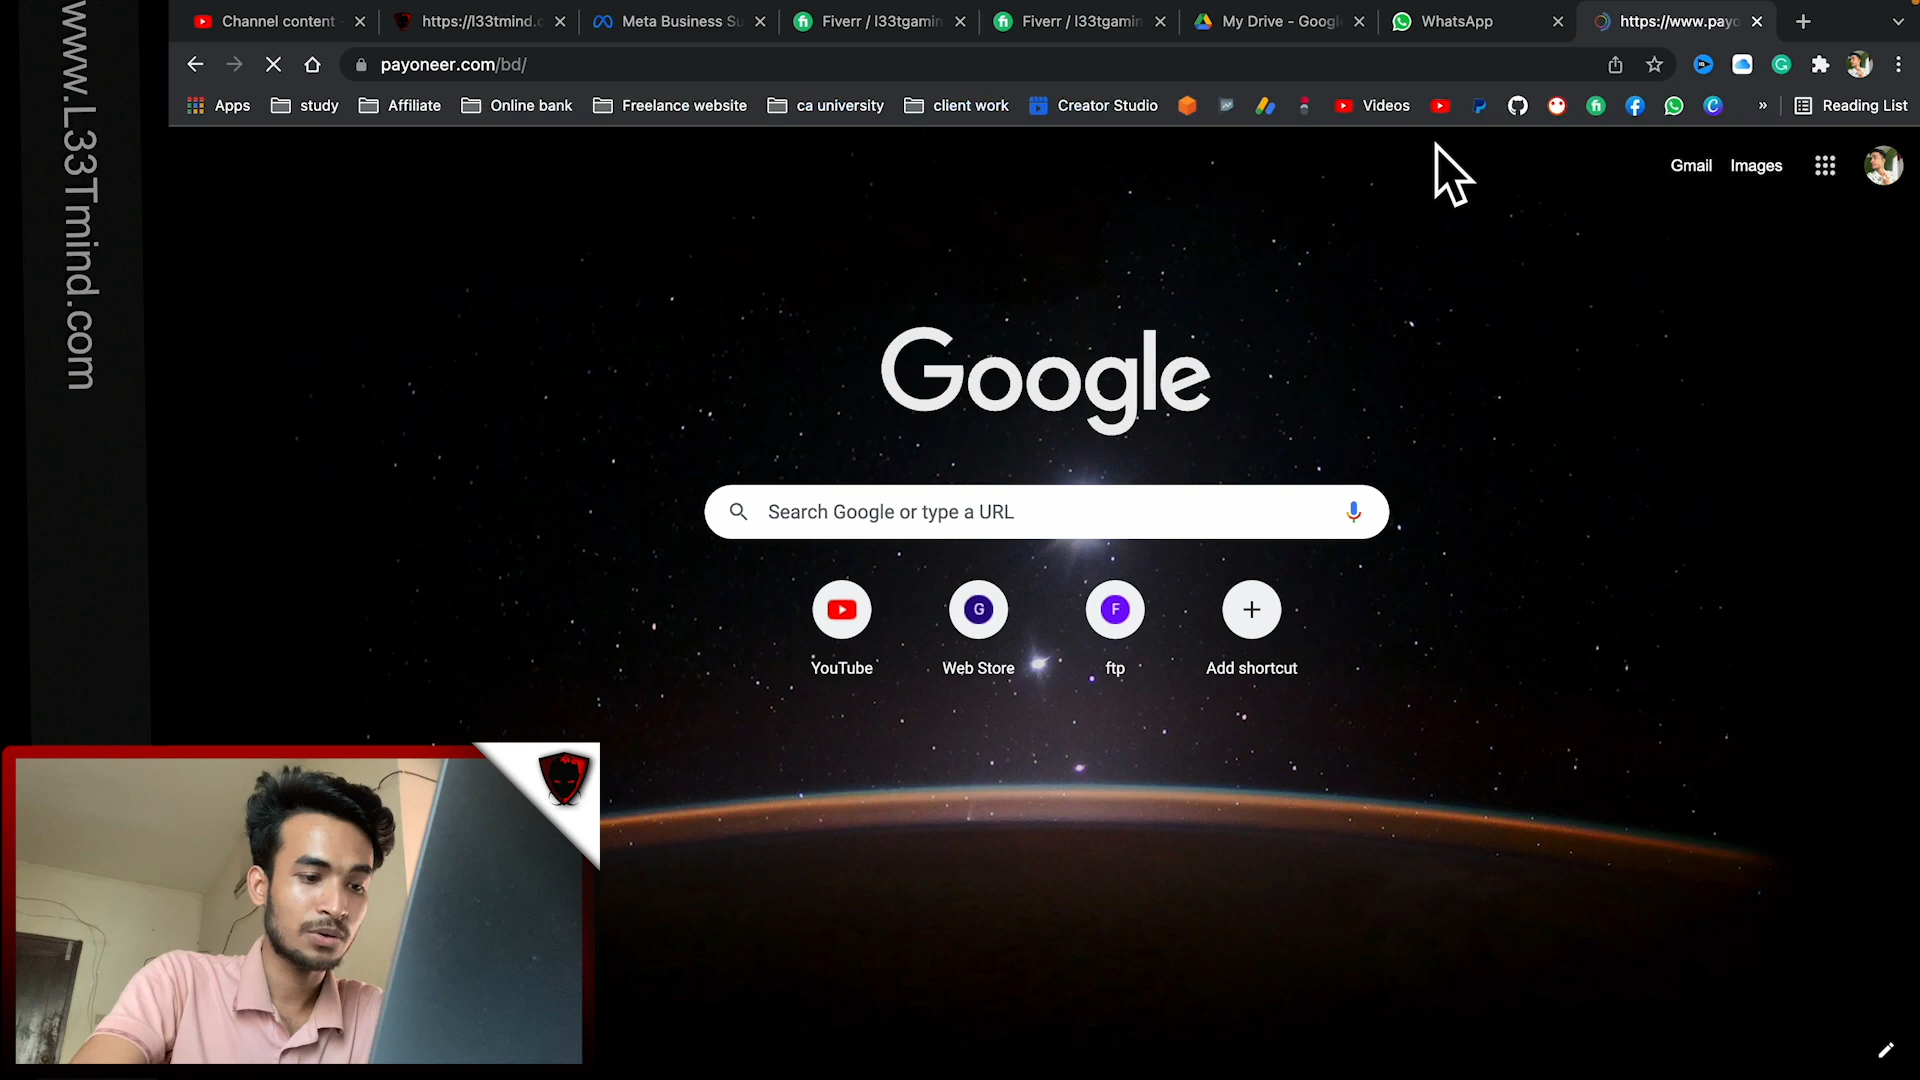 www.L33Tmind.com
Channel content
https://l33tmind.c
Meta Business Su
Fiverr / l33tgamin
Fiverr / l33tgamin
My Drive - Googl
WhatsApp
https://www.payo
payoneer.com/bd/
Apps
study
Affiliate
Online bank
Freelance website
ca university
client work
Creator Studio
Videos
»
Reading List
Gmail
Images
Google
Search Google or type a URL
G
F
YouTube
Web Store
ftp
Add shortcut